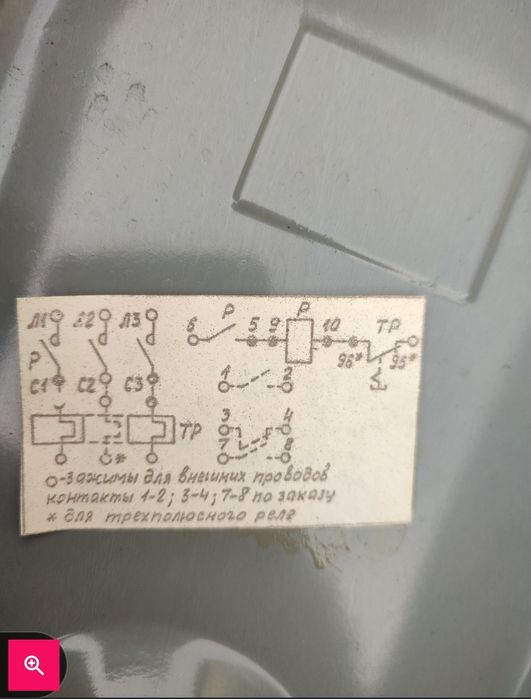 Л1 Л2 Л3 6 Р 5 9 Р 10 ТР
Р 96* 95*
С1 С2 С3 1 2
3 4
ТР 7 8
*
О-зажимы для внешних проводов
контакты 1-2; 3-4; 7-8 по заказу
* для трехполюсного реле